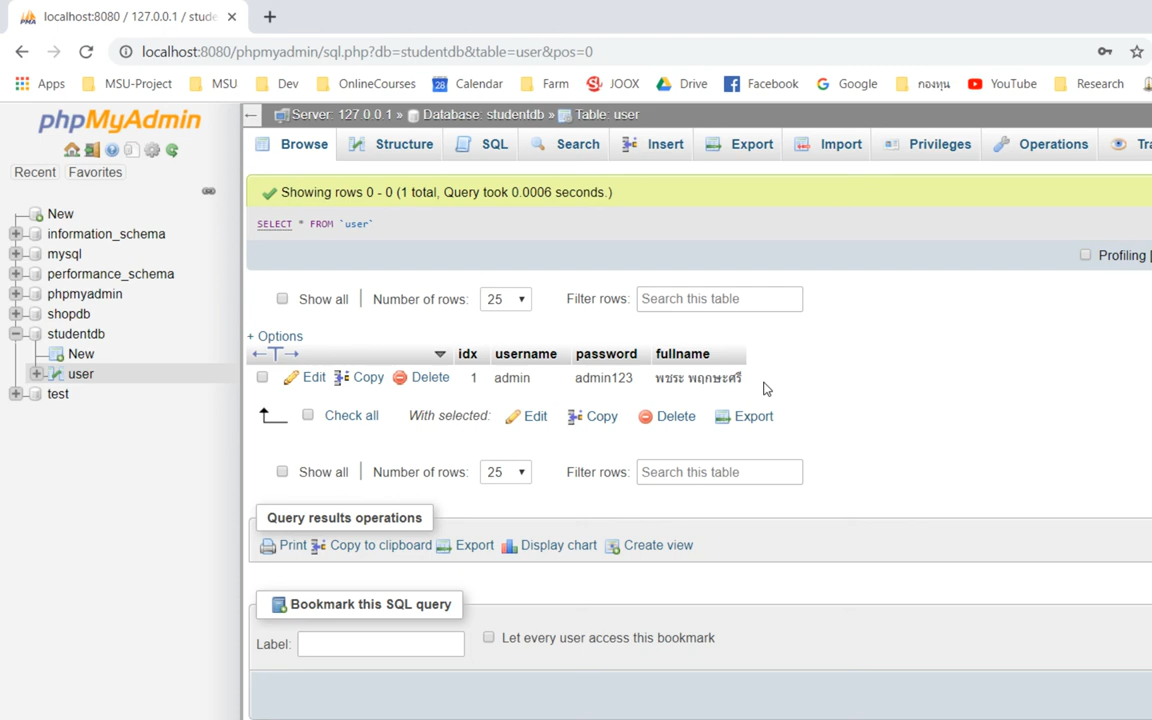 localhost:8080 / 127.0.0.1 / stude
localhost:8080/phpmyadmin/sql.php?db=studentdb&table=user&pos=0
Apps MSU-Project MSU Dev OnlineCourses 28 Calendar Farm JOOX Drive Facebook Google กองทุน YouTube Research
phpMyAdmin
Recent Favorites
New
information_schema
mysql
performance_schema
phpmyadmin
shopdb
studentdb
New
user
test
Server: 127.0.0.1 » Database: studentdb » Table: user
Browse Structure SQL Search Insert Export Import Privileges Operations Tra
Showing rows 0 - 0 (1 total, Query took 0.0006 seconds.)
SELECT * FROM `user`
Profiling [
Show all Number of rows: 25 Filter rows: Search this table
+ Options
idx username password fullname
Edit Copy Delete 1 admin admin123 พชระ พฤกษะศรี
Check all With selected: Edit Copy Delete Export
Show all Number of rows: 25 Filter rows: Search this table
Query results operations
Print Copy to clipboard Export Display chart Create view
Bookmark this SQL query
Label: Let every user access this bookmark